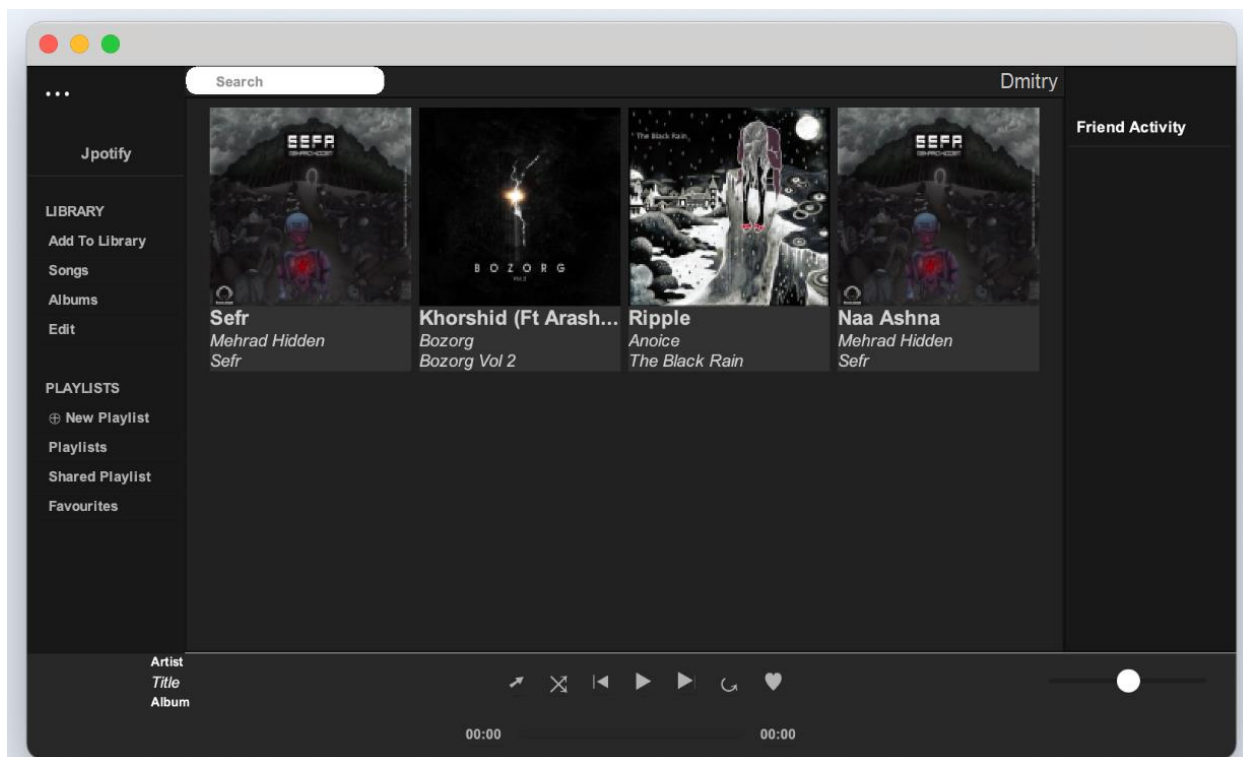 ...
Search
Dmitry
Jpotify
Friend Activity
LIBRARY
Add To Library
Songs
Albums
Edit
PLAYLISTS
⊕ New Playlist
Playlists
Shared Playlist
Favourites
SEFR
Sefr
Mehrad Hidden
Sefr
BOZORG
Khorshid (Ft Arash...
Bozorg
Bozorg Vol 2
The Black Rain
Ripple
Anoice
The Black Rain
SEFR
Naa Ashna
Mehrad Hidden
Sefr
Artist
Title
Album
00:00
00:00